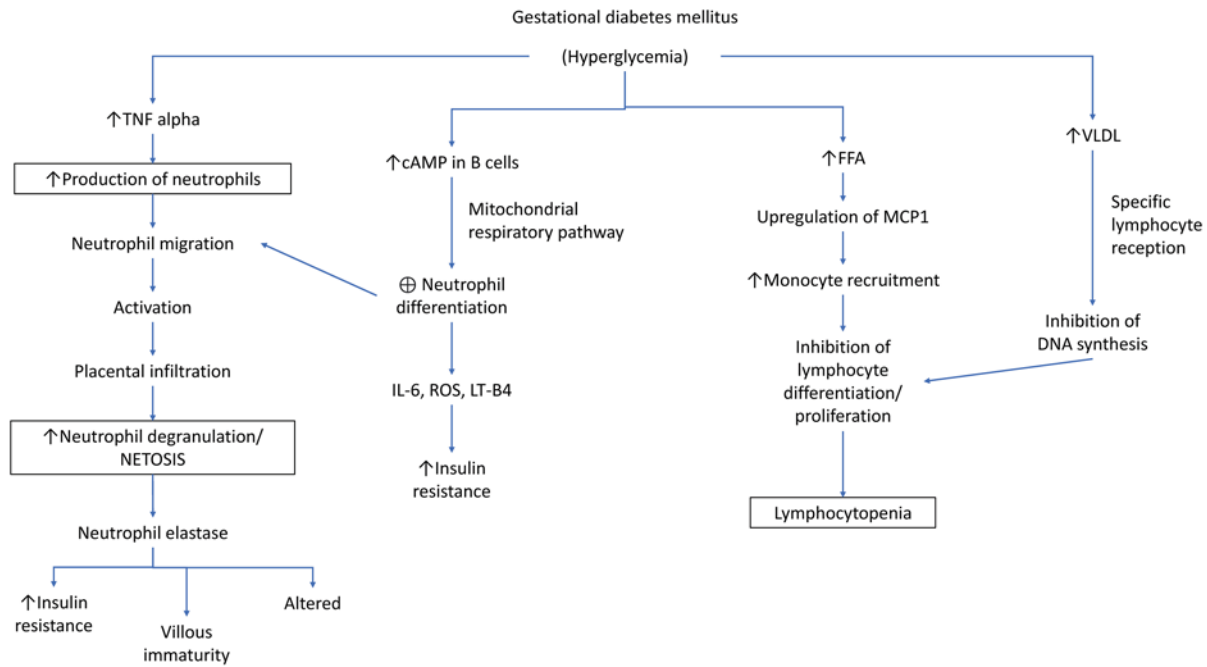 Gestational diabetes mellitus
(Hyperglycemia)
↑TNF alpha
↑Production of neutrophils
Neutrophil migration
Activation
Placental infiltration
↑Neutrophil degranulation/
NETOSIS
Neutrophil elastase
↑Insulin
resistance
Villous
immaturity
Altered
↑cAMP in B cells
Mitochondrial
respiratory pathway
⊕ Neutrophil
differentiation
IL-6, ROS, LT-B4
↑Insulin
resistance
↑FFA
Upregulation of MCP1
↑Monocyte recruitment
Inhibition of
lymphocyte
differentiation/
proliferation
Lymphocytopenia
↑VLDL
Specific
lymphocyte
reception
Inhibition of
DNA synthesis